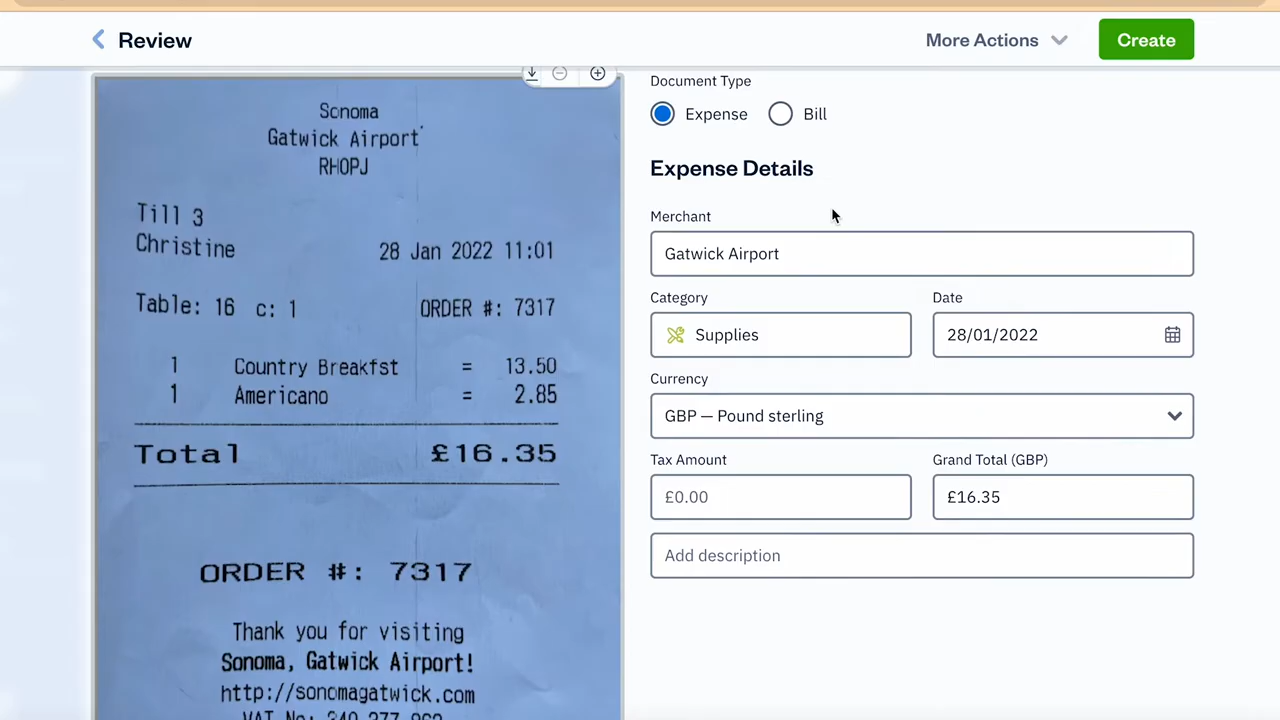 Review
More Actions
Create
Sonoma
Gatwick Airport
RHOPJ
Till 3
Christine 28 Jan 2022 11:01
Table: 16 c: 1 ORDER #: 7317
1 Country Breakfst = 13.50
1 Americano = 2.85
Total £16.35
ORDER #: 7317
Thank you for visiting
Sonoma, Gatwick Airport!
http://sonomagatwick.com
Document Type
Expense Bill
Expense Details
Merchant
Gatwick Airport
Category Date
Supplies 28/01/2022
Currency
GBP — Pound sterling
Tax Amount Grand Total (GBP)
£0.00 £16.35
Add description